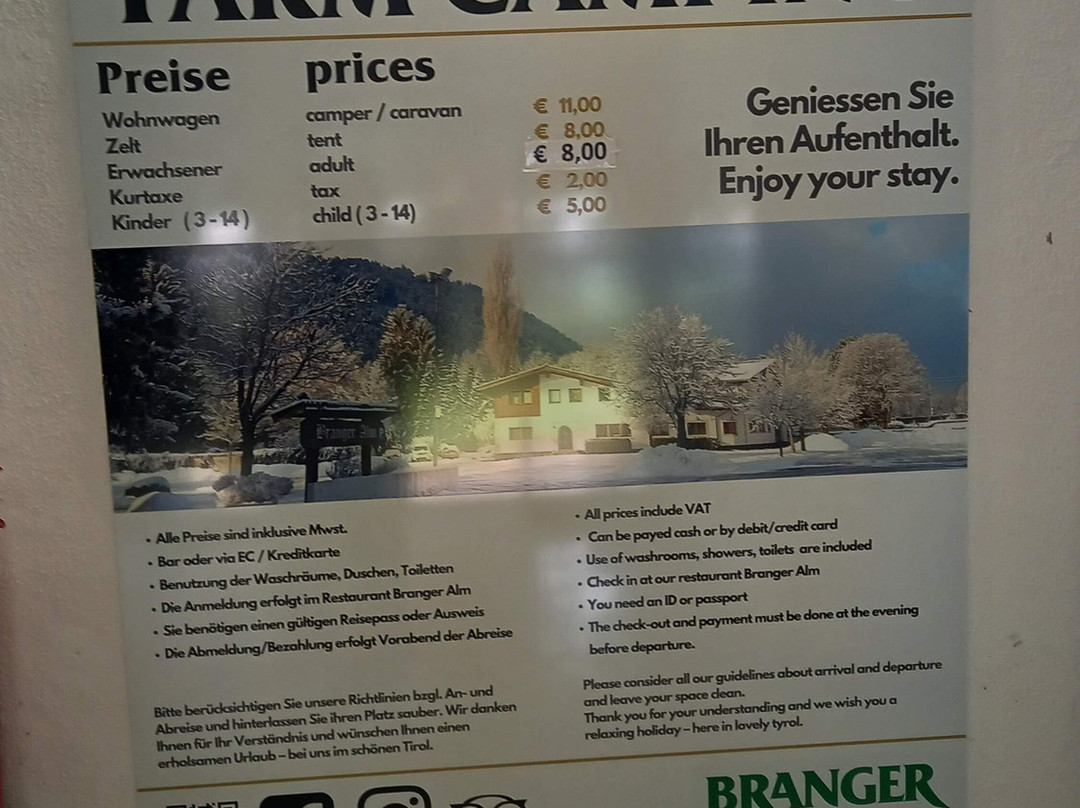 FARM CAMPING
Preise
Wohnwagen
Zelt
Erwachsener
Kurtaxe
Kinder (3-14)
prices
camper / caravan
tent
adult
tax
child (3-14)
€ 11,00
€ 8,00
€ 8,00
€ 2,00
€ 5,00
Geniessen Sie
Ihren Aufenthalt.
Enjoy your stay.
Branger Alm
• Alle Preise sind inklusive Mwst.
• Bar oder via EC / Kreditkarte
• Benutzung der Waschräume, Duschen, Toiletten
• Die Anmeldung erfolgt im Restaurant Branger Alm
• Sie benötigen einen gültigen Reisepass oder Ausweis
• Die Abmeldung/Bezahlung erfolgt Vorabend der Abreise
• All prices include VAT
• Can be payed cash or by debit/credit card
• Use of washrooms, showers, toilets are included
• Check in at our restaurant Branger Alm
• You need an ID or passport
• The check-out and payment must be done at the evening
before departure.
Bitte berücksichtigen Sie unsere Richtlinien bzgl. An- und
Abreise und hinterlassen Sie ihren Platz sauber. Wir danken
Ihnen für Ihr Verständnis und wünschen Ihnen einen
erholsamen Urlaub – bei uns im schönen Tirol.
Please consider all our guidelines about arrival and departure
and leave your space clean.
Thank you for your understanding and we wish you a
relaxing holiday – here in lovely tyrol.
BRANGER